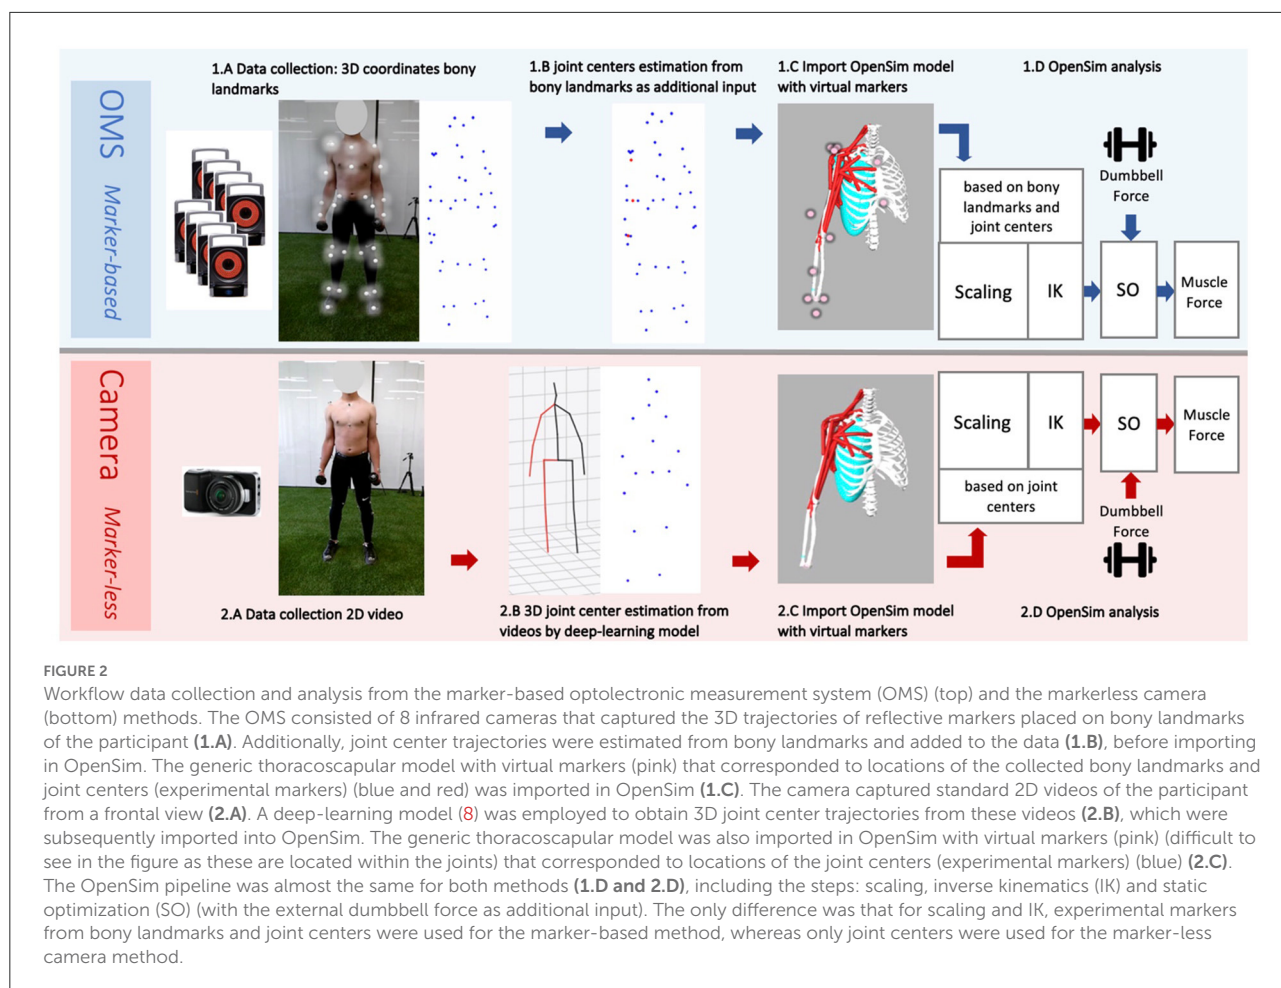 1.A Data collection: 3D coordinates bony
landmarks
1.B joint centers estimation from
bony landmarks as additional input
1.C Import OpenSim model
with virtual markers
1.D OpenSim analysis
OMS Marker-based
Dumbbell
Force
based on bony
landmarks and
joint centers
Scaling
IK
SO
Muscle
Force
Camera Marker-less
Scaling
IK
SO
Muscle
Force
based on joint
centers
Dumbbell
Force
2.A Data collection 2D video
2.B 3D joint center estimation from
videos by deep-learning model
2.C Import OpenSim model
with virtual markers
2.D OpenSim analysis
FIGURE 2
Workflow data collection and analysis from the marker-based optolectronic measurement system (OMS) (top) and the markerless camera
(bottom) methods. The OMS consisted of 8 infrared cameras that captured the 3D trajectories of reflective markers placed on bony landmarks
of the participant (1.A). Additionally, joint center trajectories were estimated from bony landmarks and added to the data (1.B), before importing
in OpenSim. The generic thoracoscapular model with virtual markers (pink) that corresponded to locations of the collected bony landmarks and
joint centers (experimental markers) (blue and red) was imported in OpenSim (1.C). The camera captured standard 2D videos of the participant
from a frontal view (2.A). A deep-learning model (8) was employed to obtain 3D joint center trajectories from these videos (2.B), which were
subsequently imported into OpenSim. The generic thoracoscapular model was also imported in OpenSim with virtual markers (pink) (difficult to
see in the figure as these are located within the joints) that corresponded to locations of the joint centers (experimental markers) (blue) (2.C).
The OpenSim pipeline was almost the same for both methods (1.D and 2.D), including the steps: scaling, inverse kinematics (IK) and static
optimization (SO) (with the external dumbbell force as additional input). The only difference was that for scaling and IK, experimental markers
from bony landmarks and joint centers were used for the marker-based method, whereas only joint centers were used for the marker-less
camera method.